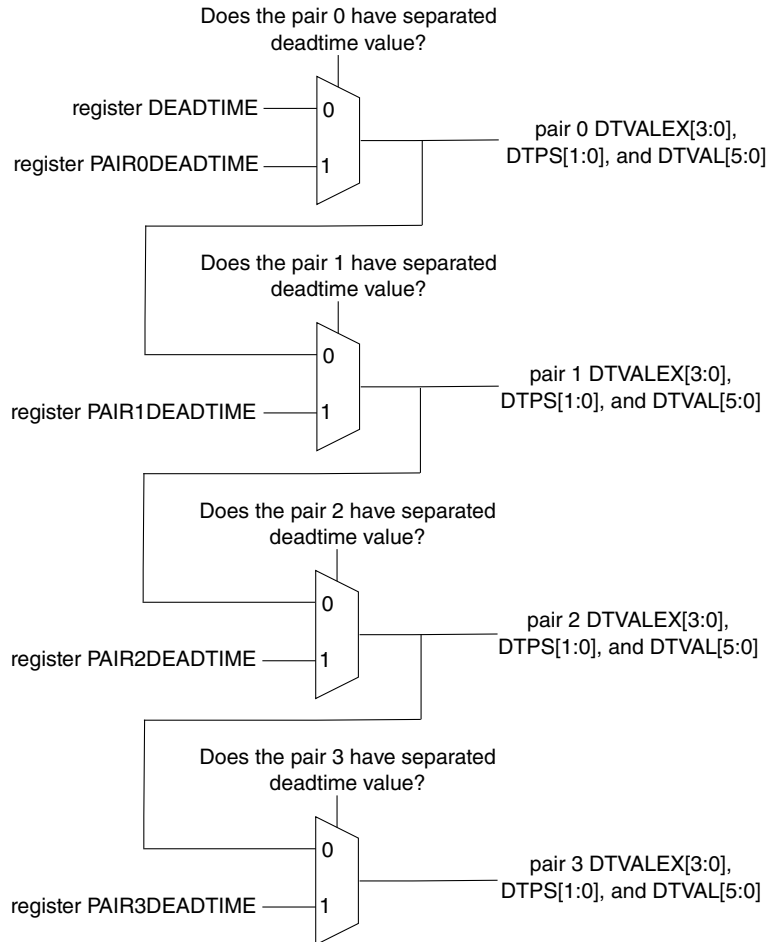 Does the pair 0 have separated
deadtime value?
register DEADTIME
0
register PAIR0DEADTIME
1
pair 0 DTVALEX[3:0],
DTPS[1:0], and DTVAL[5:0]
Does the pair 1 have separated
deadtime value?
0
register PAIR1DEADTIME
1
pair 1 DTVALEX[3:0],
DTPS[1:0], and DTVAL[5:0]
Does the pair 2 have separated
deadtime value?
0
register PAIR2DEADTIME
1
pair 2 DTVALEX[3:0],
DTPS[1:0], and DTVAL[5:0]
Does the pair 3 have separated
deadtime value?
0
register PAIR3DEADTIME
1
pair 3 DTVALEX[3:0],
DTPS[1:0], and DTVAL[5:0]